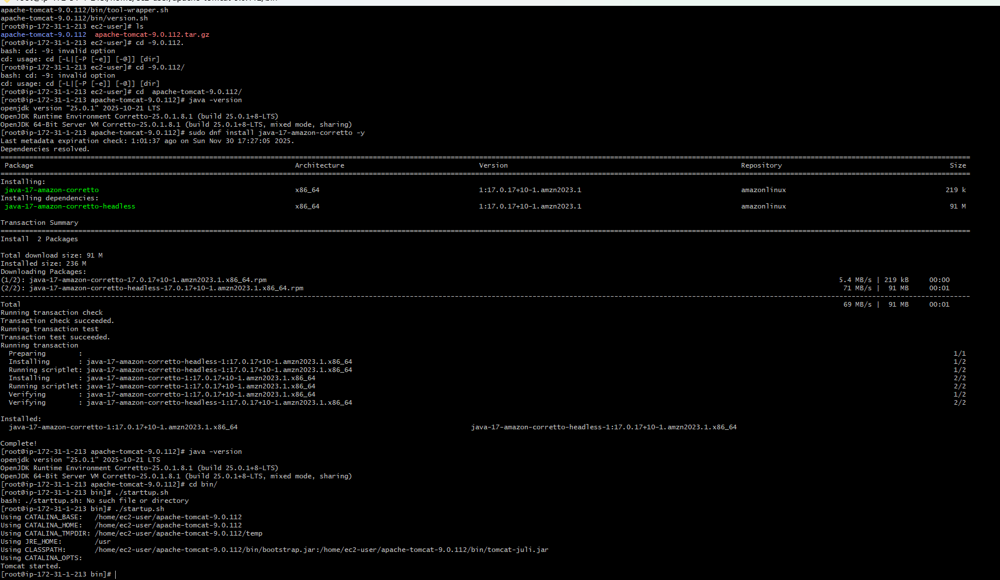 apache-tomcat-9.0.112/bin/tool-wrapper.sh
apache-tomcat-9.0.112/bin/version.sh
[root@ip-172-31-1-213 ec2-user]# ls
apache-tomcat-9.0.112  apache-tomcat-9.0.112.tar.gz
[root@ip-172-31-1-213 ec2-user]# cd -9.0.112.
bash: cd: -9: invalid option
cd: usage: cd [-L|[-P [-e]] [-@]] [dir]
[root@ip-172-31-1-213 ec2-user]# cd -9.0.112/
bash: cd: -9: invalid option
cd: usage: cd [-L|[-P [-e]] [-@]] [dir]
[root@ip-172-31-1-213 ec2-user]# cd  apache-tomcat-9.0.112/
[root@ip-172-31-1-213 apache-tomcat-9.0.112]# java -version
openjdk version "25.0.1" 2025-10-21 LTS
OpenJDK Runtime Environment Corretto-25.0.1.8.1 (build 25.0.1+8-LTS)
OpenJDK 64-Bit Server VM Corretto-25.0.1.8.1 (build 25.0.1+8-LTS, mixed mode, sharing)
[root@ip-172-31-1-213 apache-tomcat-9.0.112]# sudo dnf install java-17-amazon-corretto -y
Last metadata expiration check: 1:01:37 ago on Sun Nov 30 17:27:05 2025.
Dependencies resolved.
Package Architecture Version Repository Size
Installing:
java-17-amazon-corretto x86_64 1:17.0.17+10-1.amzn2023.1 amazonlinux 219 k
Installing dependencies:
java-17-amazon-corretto-headless x86_64 1:17.0.17+10-1.amzn2023.1 amazonlinux 91 M
Transaction Summary
Install  2 Packages
Total download size: 91 M
Installed size: 236 M
Downloading Packages:
(1/2): java-17-amazon-corretto-17.0.17+10-1.amzn2023.1.x86_64.rpm 5.4 MB/s | 219 kB 00:00
(2/2): java-17-amazon-corretto-headless-17.0.17+10-1.amzn2023.1.x86_64.rpm 71 MB/s | 91 MB 00:01
Total 69 MB/s | 91 MB 00:01
Running transaction check
Transaction check succeeded.
Running transaction test
Transaction test succeeded.
Running transaction
Preparing : 1/1
Installing : java-17-amazon-corretto-headless-1:17.0.17+10-1.amzn2023.1.x86_64 1/2
Running scriptlet: java-17-amazon-corretto-headless-1:17.0.17+10-1.amzn2023.1.x86_64 1/2
Installing : java-17-amazon-corretto-1:17.0.17+10-1.amzn2023.1.x86_64 2/2
Running scriptlet: java-17-amazon-corretto-1:17.0.17+10-1.amzn2023.1.x86_64 2/2
Verifying : java-17-amazon-corretto-1:17.0.17+10-1.amzn2023.1.x86_64 1/2
Verifying : java-17-amazon-corretto-headless-1:17.0.17+10-1.amzn2023.1.x86_64 2/2
Installed:
java-17-amazon-corretto-1:17.0.17+10-1.amzn2023.1.x86_64 java-17-amazon-corretto-headless-1:17.0.17+10-1.amzn2023.1.x86_64
Complete!
[root@ip-172-31-1-213 apache-tomcat-9.0.112]# java -version
openjdk version "25.0.1" 2025-10-21 LTS
OpenJDK Runtime Environment Corretto-25.0.1.8.1 (build 25.0.1+8-LTS)
OpenJDK 64-Bit Server VM Corretto-25.0.1.8.1 (build 25.0.1+8-LTS, mixed mode, sharing)
[root@ip-172-31-1-213 apache-tomcat-9.0.112]# cd bin/
[root@ip-172-31-1-213 bin]# ./starttup.sh
bash: ./starttup.sh: No such file or directory
[root@ip-172-31-1-213 bin]# ./startup.sh
Using CATALINA_BASE:   /home/ec2-user/apache-tomcat-9.0.112
Using CATALINA_HOME:   /home/ec2-user/apache-tomcat-9.0.112
Using CATALINA_TMPDIR: /home/ec2-user/apache-tomcat-9.0.112/temp
Using JRE_HOME:        /usr
Using CLASSPATH:       /home/ec2-user/apache-tomcat-9.0.112/bin/bootstrap.jar:/home/ec2-user/apache-tomcat-9.0.112/bin/tomcat-juli.jar
Using CATALINA_OPTS:
Tomcat started.
[root@ip-172-31-1-213 bin]#